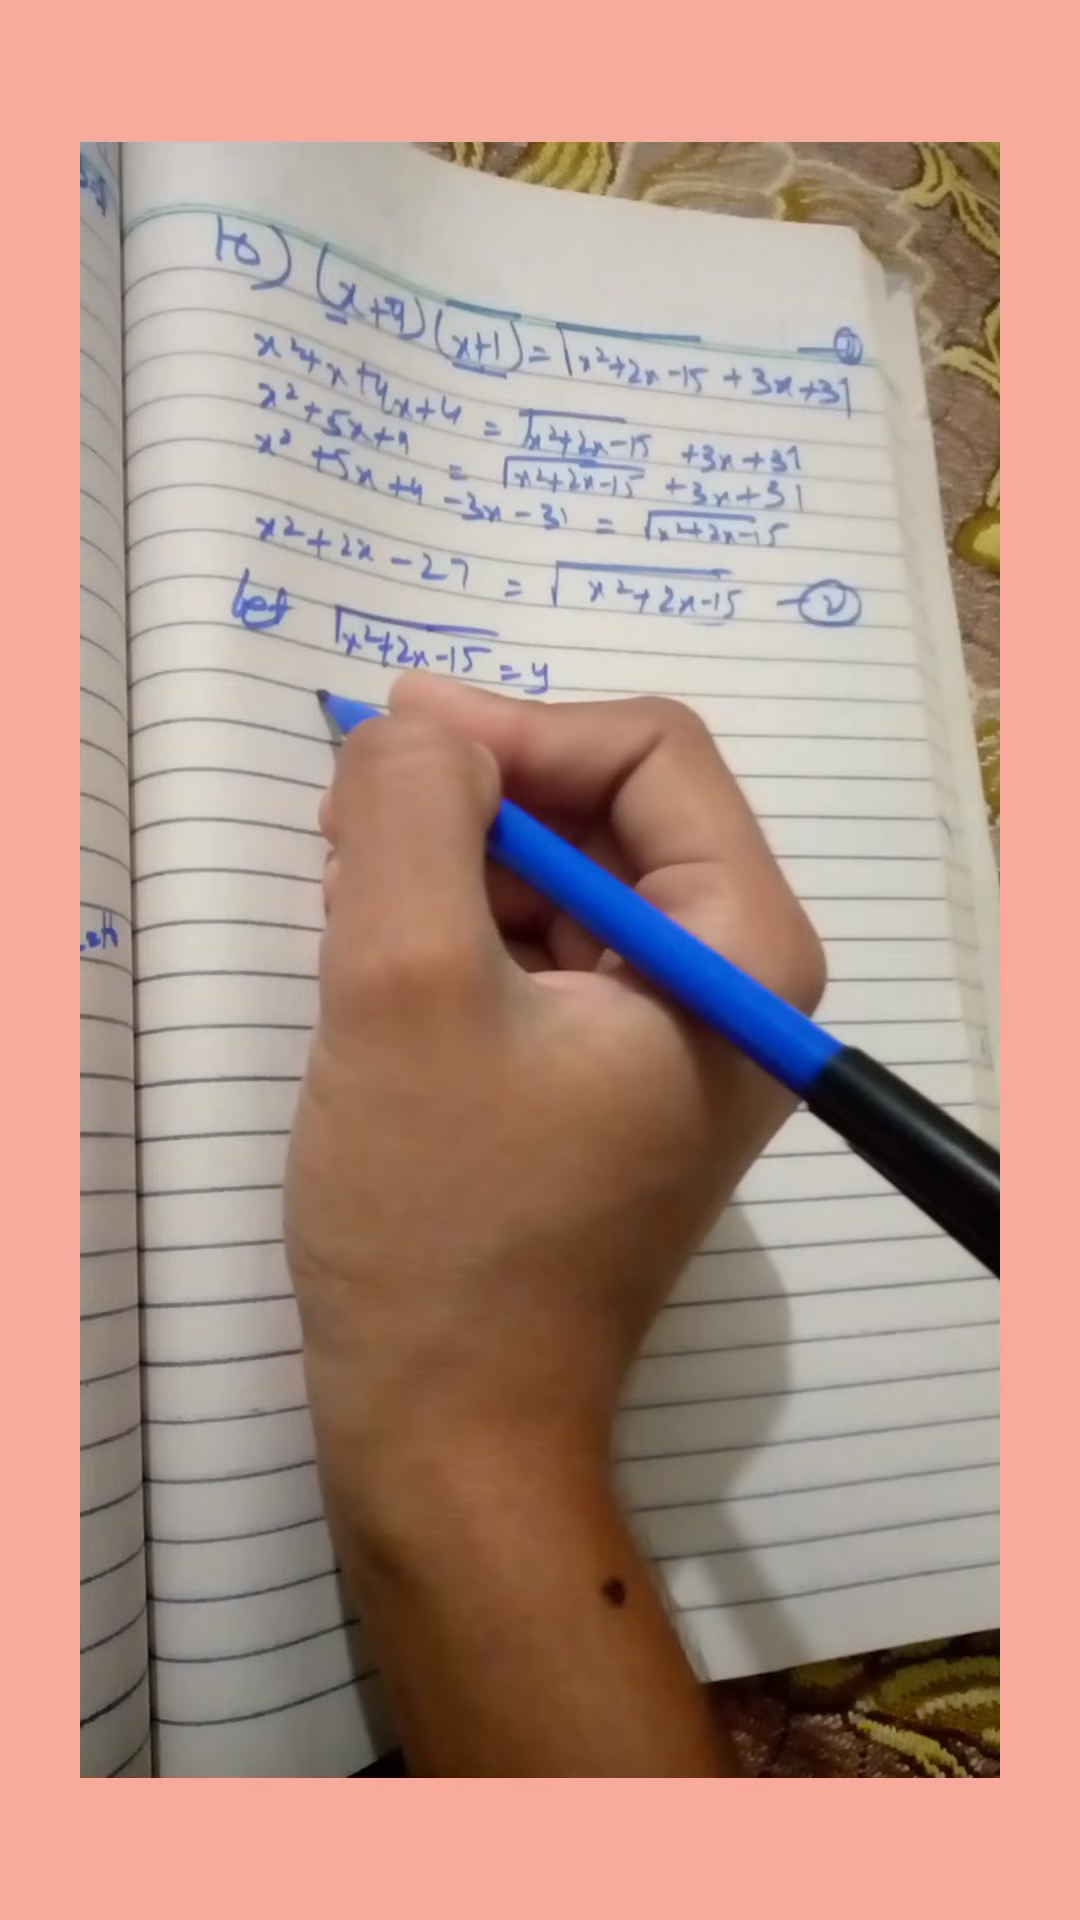 10) (x+4)(x+1) = √x²+2x-15 + 3x+31
x²+x+4x+4 = √x²+2x-15 +3x+31
x²+5x+4 = √x²+2x-15 +3x+31
x²+5x+4-3x-31 = √x²+2x-15
x²+2x-27 = √x²+2x-15
let √x²+2x-15 = y